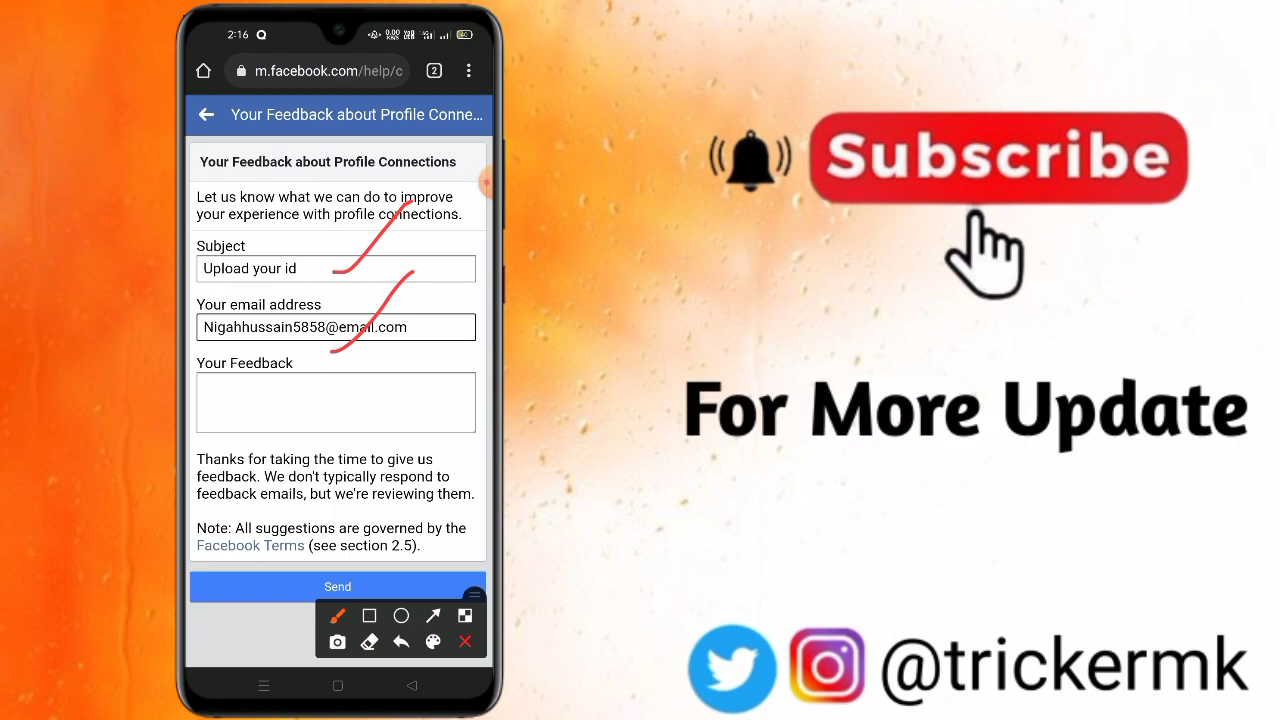 2:16
0.00
m.facebook.com/help/c
2
Your Feedback about Profile Conne...
Your Feedback about Profile Connections
Let us know what we can do to improve
your experience with profile connections.
Subject
Upload your id
Your email address
Nigahhussain5858@email.com
Your Feedback
Thanks for taking the time to give us
feedback. We don't typically respond to
feedback emails, but we're reviewing them.
Note: All suggestions are governed by the
Facebook Terms (see section 2.5).
Send
Subscribe
For More Update
@trickermk